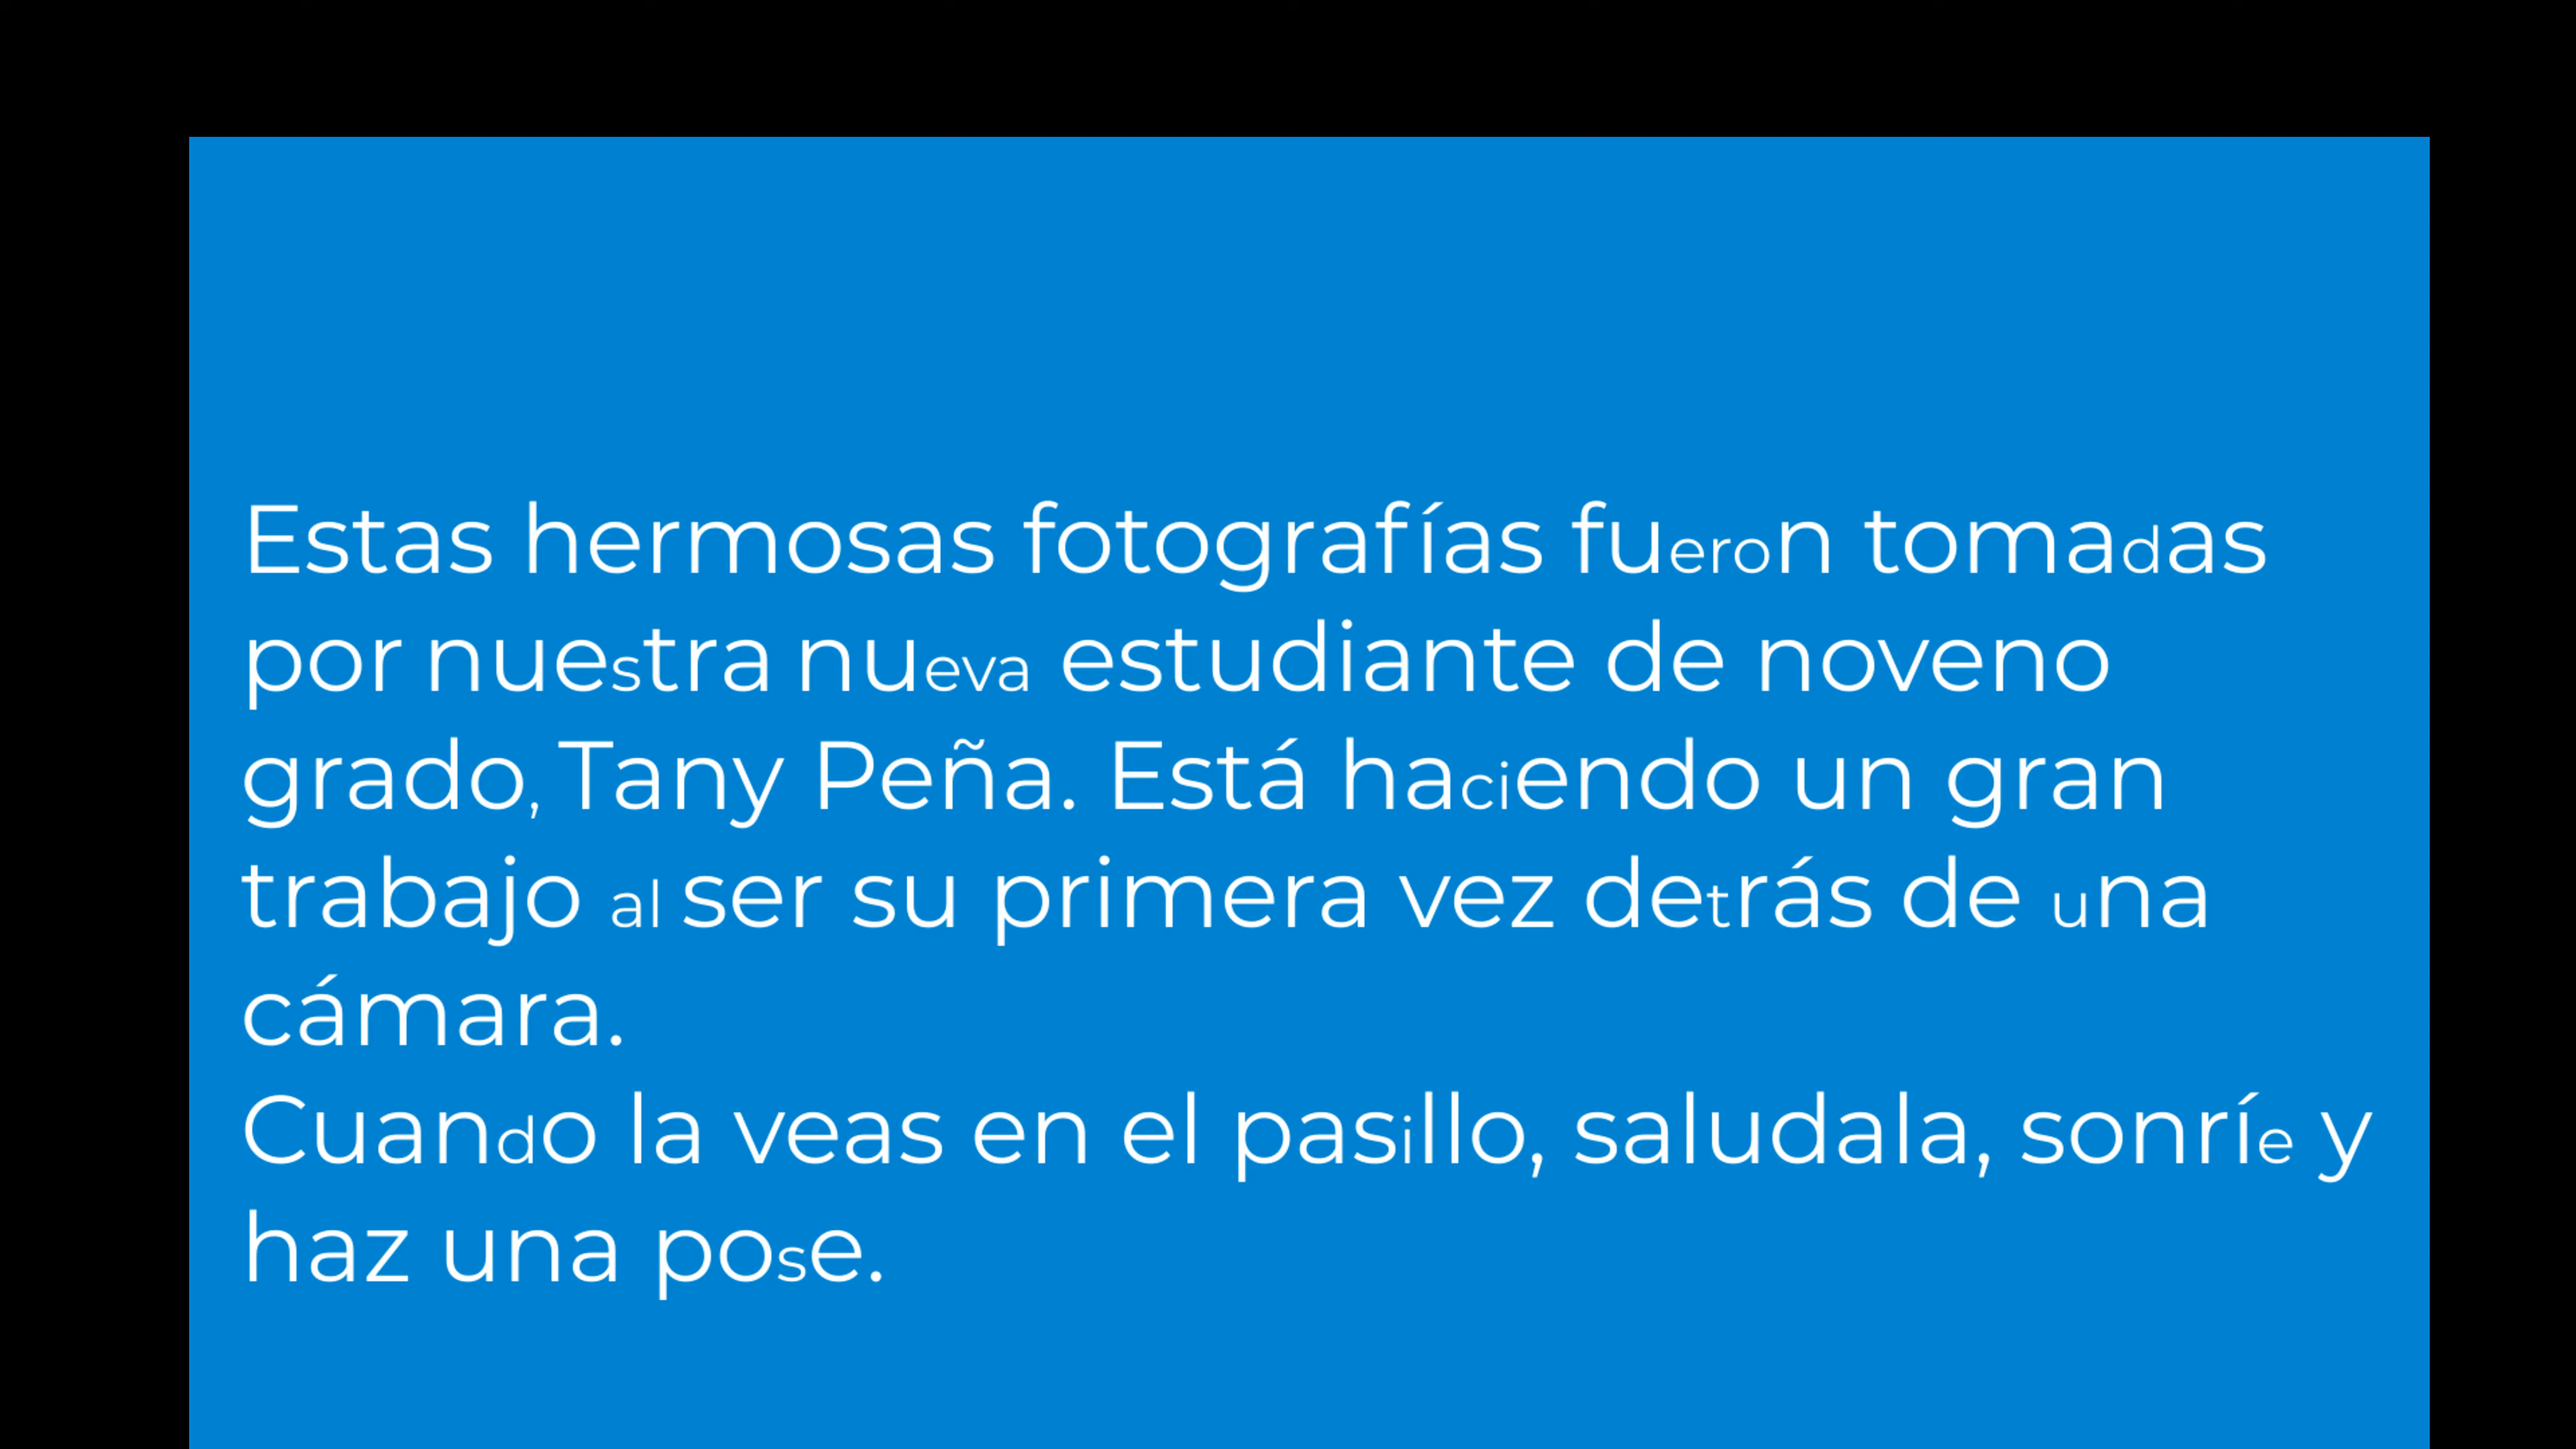 Estas hermosas fotografías fueron tomadas
por nuestra nueva estudiante de noveno
grado, Tany Peña. Está haciendo un gran
trabajo al ser su primera vez detrás de una
cámara.
Cuando la veas en el pasillo, saludala, sonríe y
haz una pose.